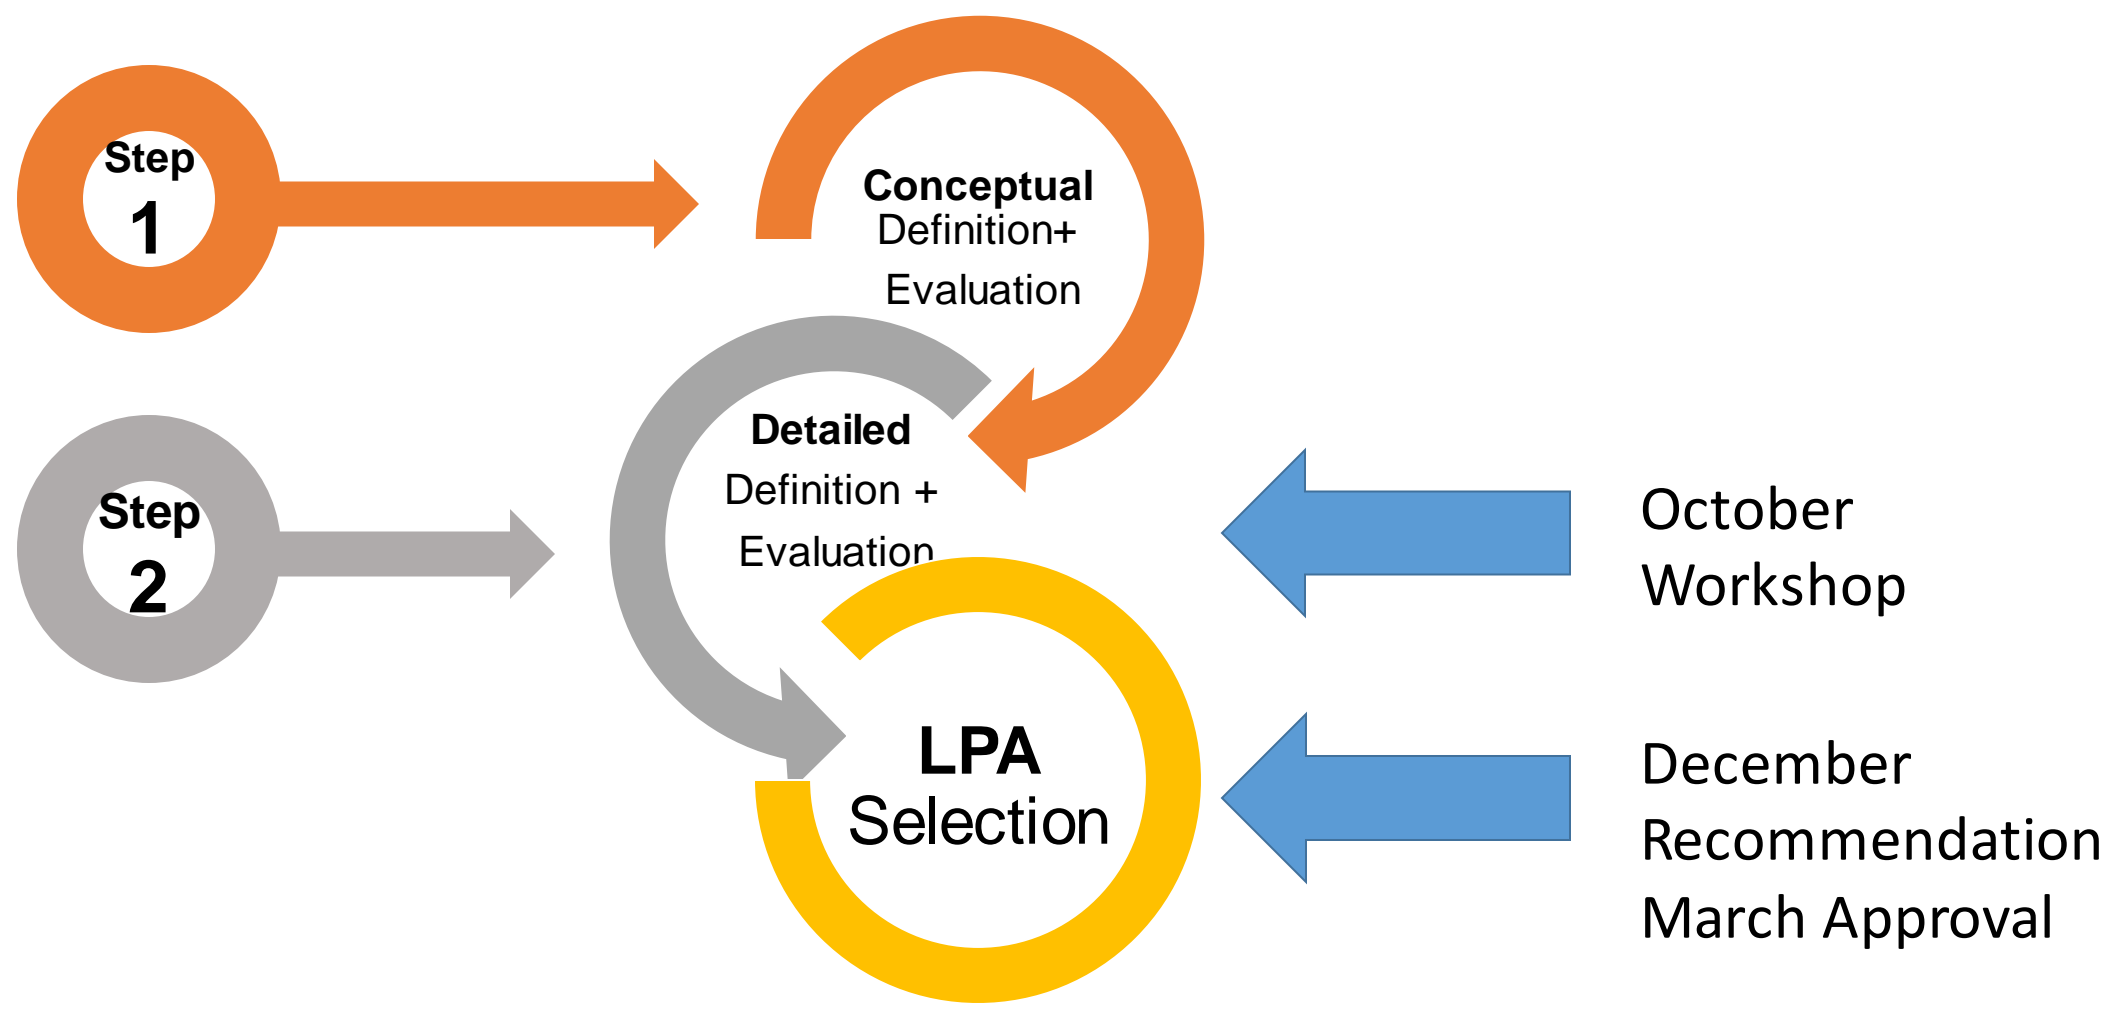 Step
1
Conceptual
Definition+
Evaluation
Step
2
Detailed
Definition +
Evaluation
LPA
Selection
October
Workshop
December
Recommendation
March Approval